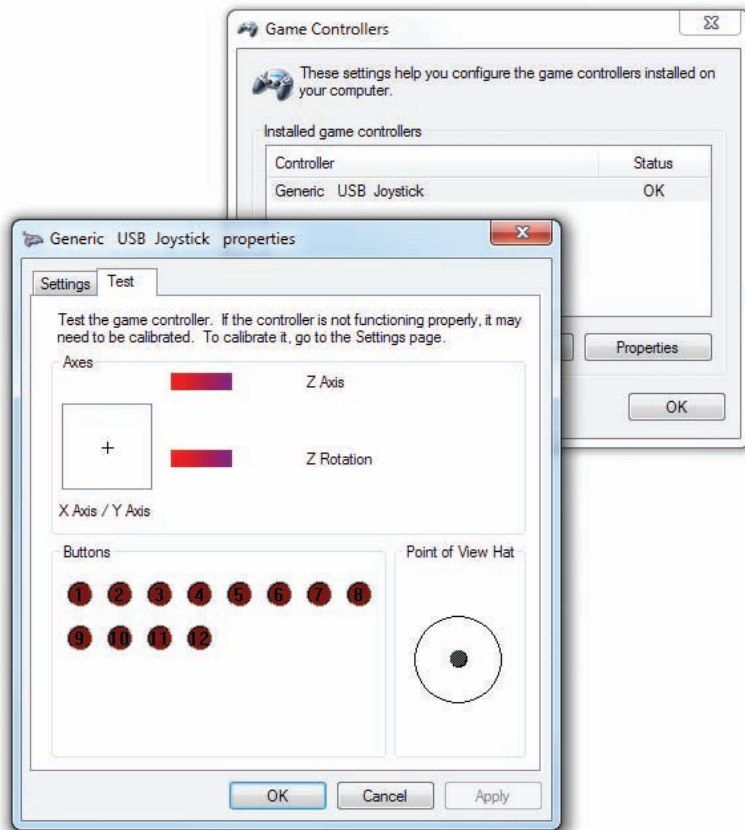 Game Controllers
These settings help you configure the game controllers installed on
your computer.
Installed game controllers
Controller Status
Generic USB Joystick OK
Properties
OK
Generic USB Joystick properties
Settings Test
Test the game controller. If the controller is not functioning properly, it may
need to be calibrated. To calibrate it, go to the Settings page.
Axes
Z Axis
Z Rotation
X Axis / Y Axis
Buttons
1 2 3 4 5 6 7 8
9 10 11 12
Point of View Hat
OK Cancel Apply